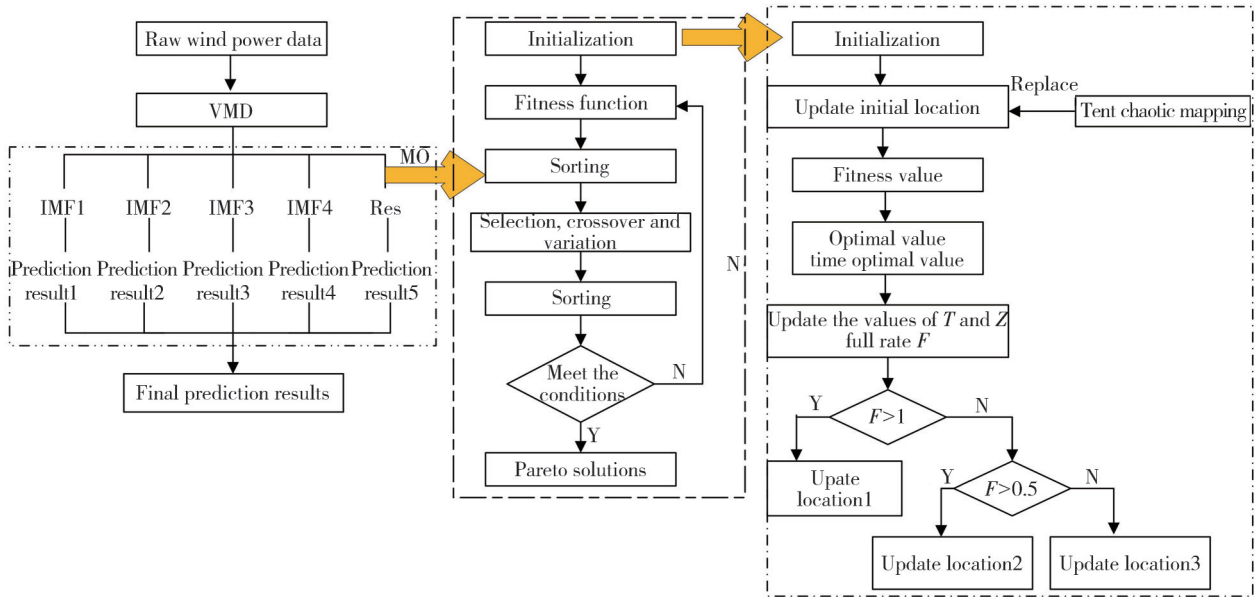 Raw wind power data
VMD
MO
IMF1
IMF2
IMF3
IMF4
Res
Prediction
result1
Prediction
result2
Prediction
result3
Prediction
result4
Prediction
result5
Final prediction results
Initialization
Fitness function
Sorting
Selection, crossover and
variation
Sorting
Meet the
conditions
N
Y
Pareto solutions
N
Initialization
Replace
Update initial location
Tent chaotic mapping
Fitness value
Optimal value
time optimal value
Update the values of T and Z
full rate F
Y
F>1
N
Upate
location1
Y
F>0.5
N
Update location2
Update location3